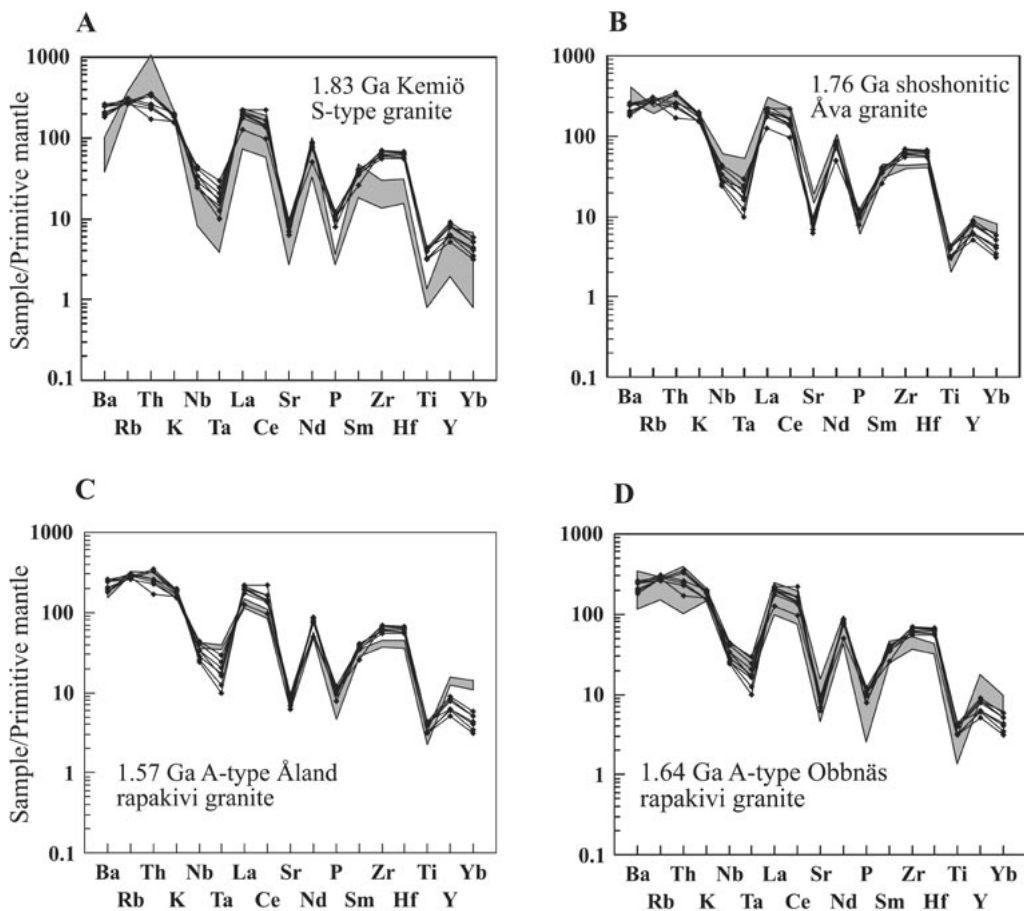 A
Sample/Primitive mantle
1000
100
10
1
0.1
1.83 Ga Kemiö
S-type granite
Ba Th Nb La Sr P Zr Ti Yb
Rb K Ta Ce Nd Sm Hf Y
B
1000
100
10
1
0.1
1.76 Ga shoshonitic
Åva granite
Ba Th Nb La Sr P Zr Ti Yb
Rb K Ta Ce Nd Sm Hf Y
C
Sample/Primitive mantle
1000
100
10
1
0.1
1.57 Ga A-type Åland
rapakivi granite
Ba Th Nb La Sr P Zr Ti Yb
Rb K Ta Ce Nd Sm Hf Y
D
1000
100
10
1
0.1
1.64 Ga A-type Obbnäs
rapakivi granite
Ba Th Nb La Sr P Zr Ti Yb
Rb K Ta Ce Nd Sm Hf Y